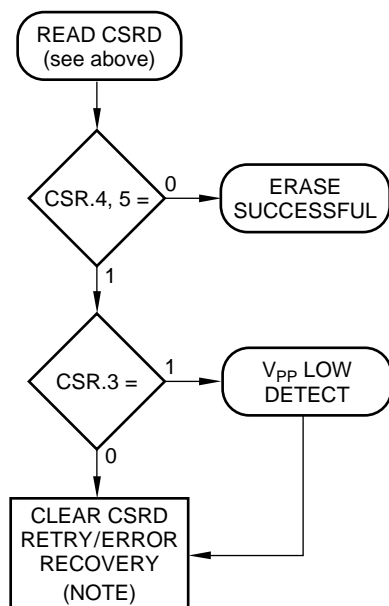 READ CSRD
(see above)
CSR.4, 5 =
0
ERASE
SUCCESSFUL
1
CSR.3 =
1
VPP LOW
DETECT
0
CLEAR CSRD
RETRY/ERROR
RECOVERY
(NOTE)